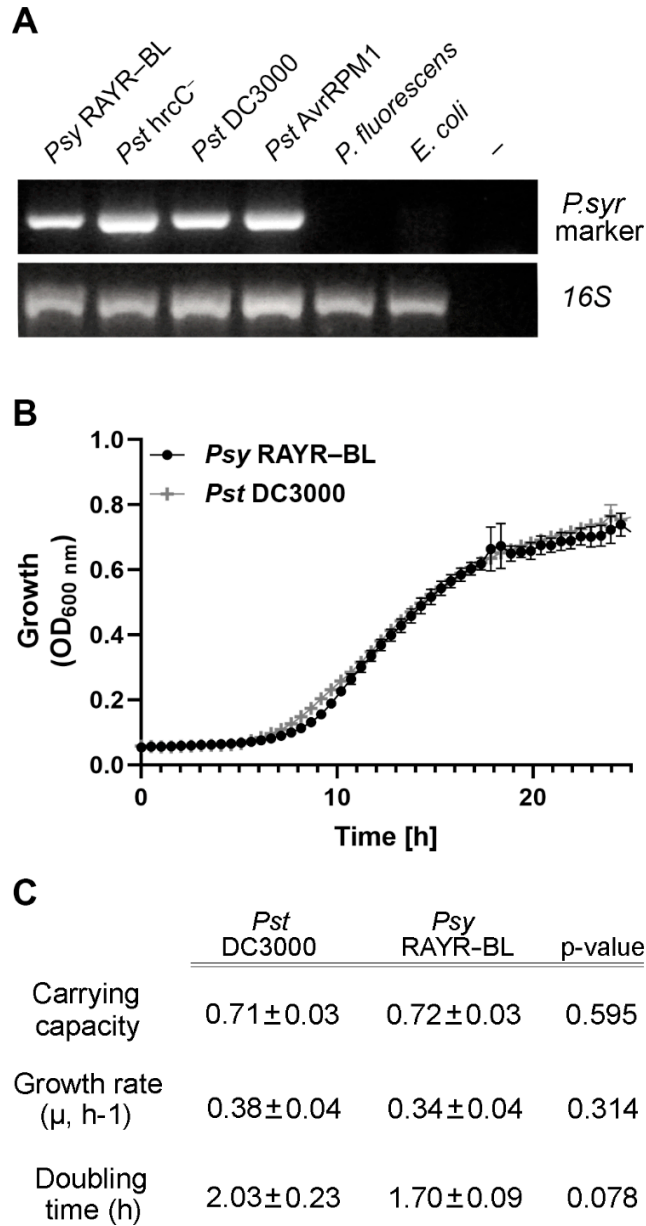 A
Psy RAYR–BL
Pst hrcC⁻
Pst DC3000
Pst AvrRPM1
P. fluorescens
E. coli
–
P.syr
marker
16S
B
1.0
0.8
0.6
0.4
0.2
0.0
Growth
(OD₆₀₀ ₙₘ)
Psy RAYR–BL
Pst DC3000
0
10
20
Time [h]
C
Pst
DC3000
Psy
RAYR–BL
p-value
Carrying
capacity
0.71±0.03
0.72±0.03
0.595
Growth rate
(μ, h-1)
0.38±0.04
0.34±0.04
0.314
Doubling
time (h)
2.03±0.23
1.70±0.09
0.078